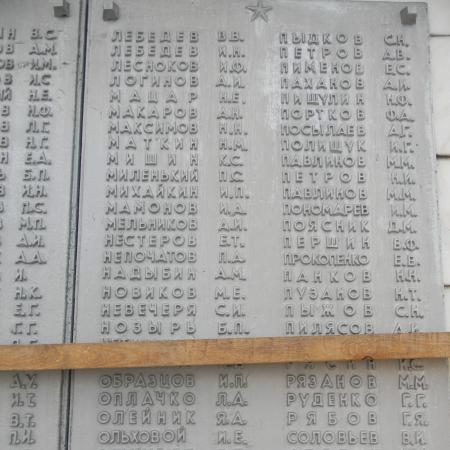 В.С.
А.М.
И.М.
И.С
Н.Е.
Г.В.
Л.Г.
Н.Г.
Е.А.
Б.П.
И.Н.
П.С.
М.П.
Д.И.
А.А.
И.
Н.К.
Е.Г.
Г.Г.
А.У.
В.Т.
П.И.
ЛЕБЕДЕВ В.В.
ЛЕБЕДЕВ И.Н.
ЛЕСНОКОВ И.Ф.
ЛОГИНОВ А.И.
МАЦАР Н.Е.
МАКАРОВ А.Н.
МАКСИМОВ Н.Н.
МАТКИН Н.М.
МИШИН К.С.
МИЛЕНЬКИЙ П.С.
МИХАЙКИН И.П.
МАМОНОВ И.Д.
МЕЛЬНИКОВ А.И.
НЕСТЕРОВ Е.Т.
НЕПОЧАТОВ П.А.
НАДЫБИН А.М.
НОВИКОВ М.Е.
НЕВЕЧЕРЯ С.И.
НОЗЫРЬ Б.П.
ОБРАЗЦОВ И.П.
ОПЛАЧКО Л.А.
ОЛЕЙНИК Я.А.
ОЛЬХОВОЙ И.Е.
ПЫДКОВ С.Н.
ПЕТРОВ А.В.
ПИМЕНОВ Е.С.
ПАХАНОВ А.И.
ПИЩУЛИН Н.Ф.
ПОРТКОВ Ф.А.
ПОСЫЛАЕВ А.Г.
ПОЛИЩУК И.Г.
ПАВЛИНОВ М.М.
ПЕТРОВ Н.И.
ПАВЛИНОВ М.М.
ПОНОМАРЕВ И.М.
ПОЯСНИК Д.М.
ПЕРШИН В.Ф.
ПРОКОПЕНКО Е.Е.
ПАНКОВ Н.Н.
ПУЗАНОВ Н.Т.
ПЫЖОВ С.Н.
ПИЛЯСОВ А.И.
РЯЗАНОВ М.М.
РУДЕНКО Г.Г.
РЯБОВ Г.Я.
СОЛОВЬЕВ В.И.